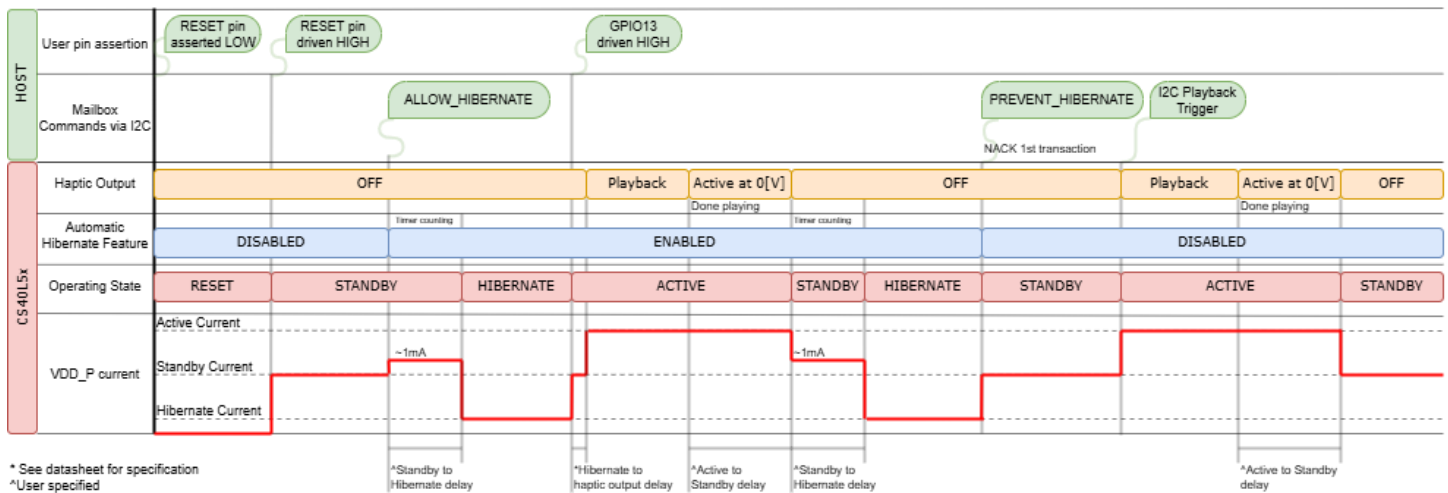 RESET pin
asserted LOW
RESET pin
driven HIGH
GPIO13
driven HIGH
User pin assertion
HOST
ALLOW_HIBERNATE
PREVENT_HIBERNATE
I2C Playback
Trigger
Mailbox
Commands via I2C
NACK 1st transaction
Haptic Output
OFF
Playback
Active at 0[V]
OFF
Playback
Active at 0[V]
OFF
Done playing
Done playing
Timer counting
Timer counting
Automatic
Hibernate Feature
DISABLED
ENABLED
DISABLED
CS40L5x
Operating State
RESET
STANDBY
HIBERNATE
ACTIVE
STANDBY
HIBERNATE
STANDBY
ACTIVE
STANDBY
Active Current
~1mA
~1mA
Standby Current
VDD_P current
Hibernate Current
* See datasheet for specification
^User specified
^Standby to
Hibernate delay
*Hibernate to
haptic output delay
^Active to
Standby delay
^Standby to
Hibernate delay
^Active to Standby
delay